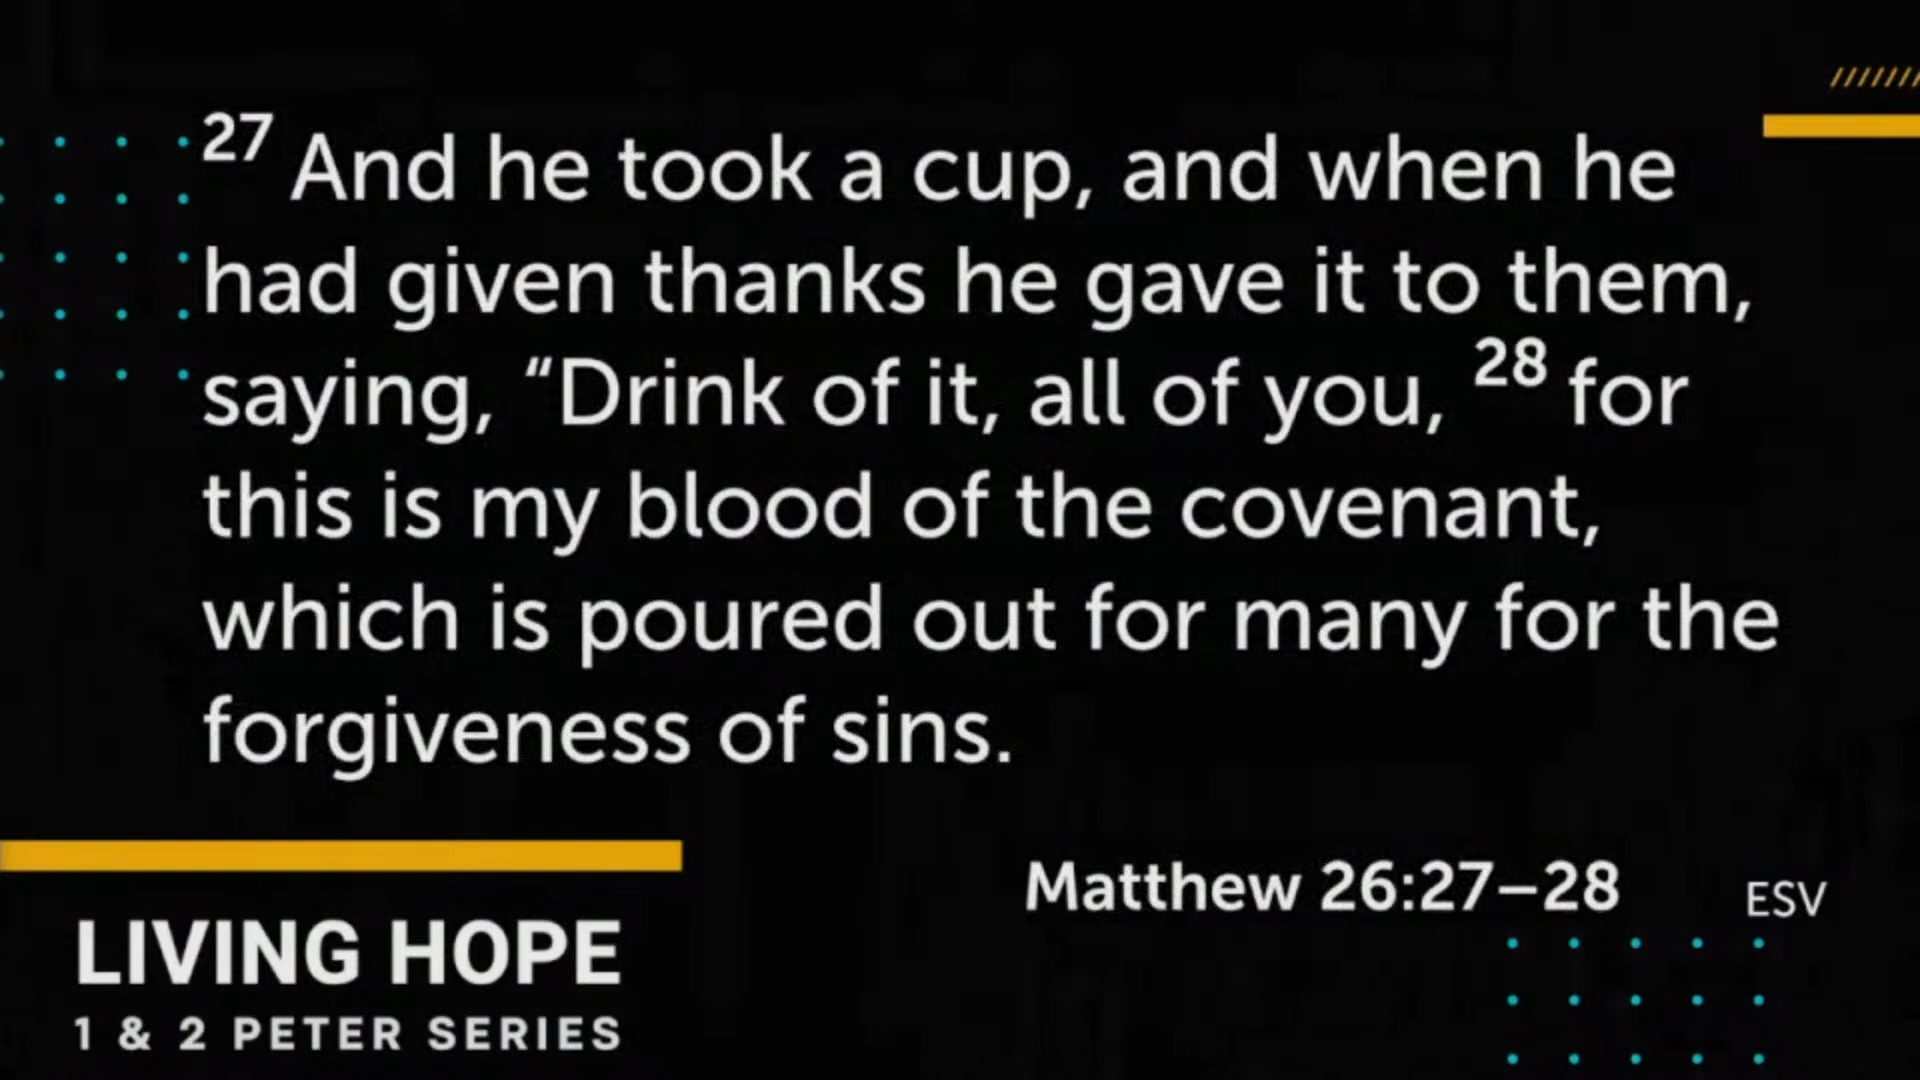 27 And he took a cup, and when he
had given thanks he gave it to them,
saying, “Drink of it, all of you, 28 for
this is my blood of the covenant,
which is poured out for many for the
forgiveness of sins.
Matthew 26:27–28 ESV
LIVING HOPE
1 & 2 PETER SERIES